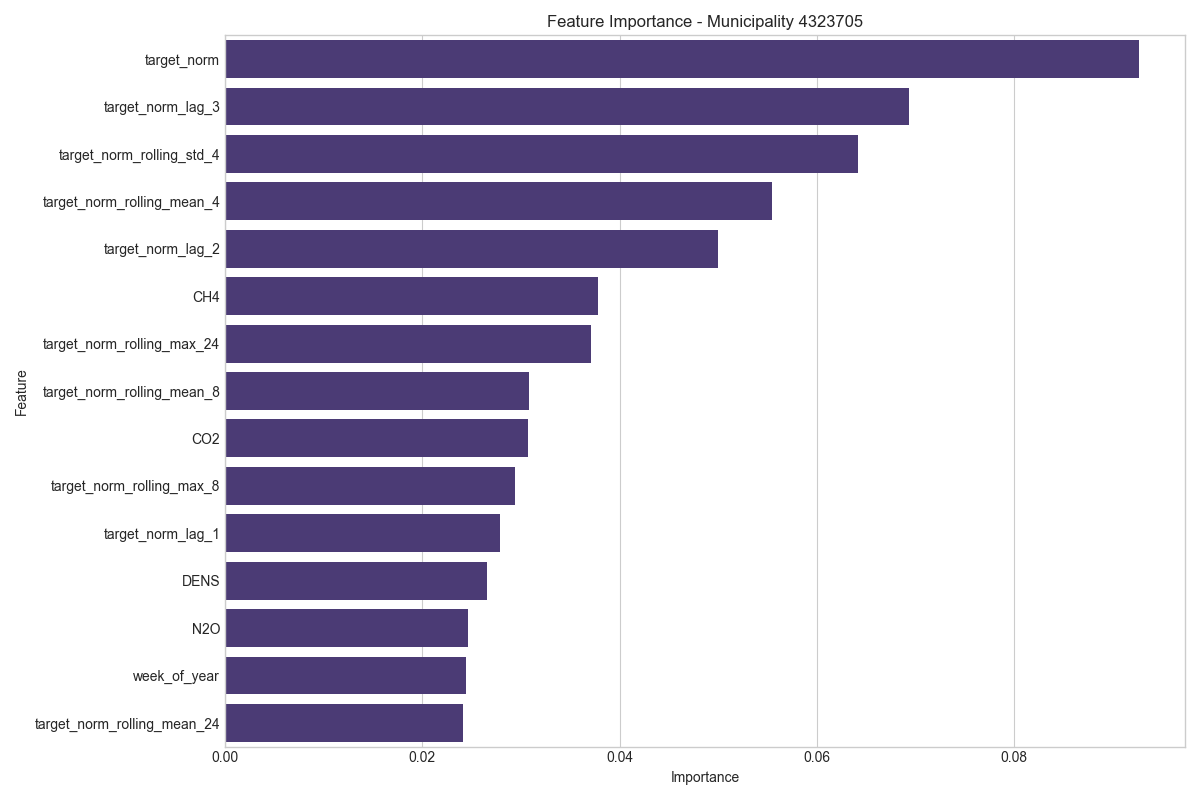 Feature Importance - Municipality 4323705
target_norm
target_norm_lag_3
target_norm_rolling_std_4
target_norm_rolling_mean_4
target_norm_lag_2
CH4
target_norm_rolling_max_24
target_norm_rolling_mean_8
CO2
target_norm_rolling_max_8
target_norm_lag_1
DENS
N2O
week_of_year
target_norm_rolling_mean_24
Feature
0.00 0.02 0.04 0.06 0.08
Importance